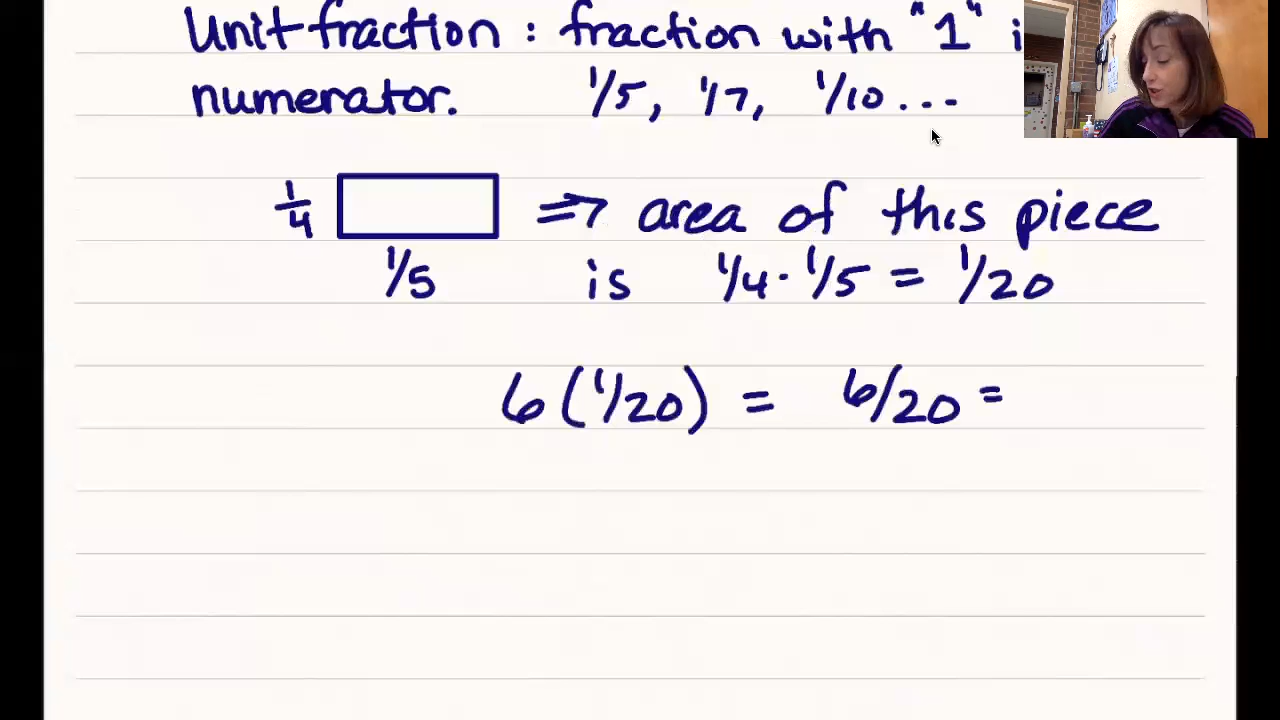 Unit fraction : fraction with "1" i
numerator. 1/5, 1/7, 1/10...
1/4 ⇒ area of this piece
1/5 is 1/4 · 1/5 = 1/20
6 (1/20) = 6/20 =